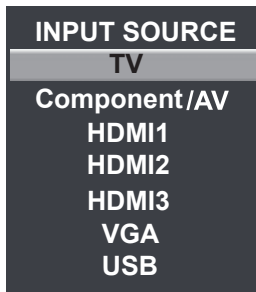 INPUT SOURCE
TV
Component/AV
HDMI1
HDMI2
HDMI3
VGA
USB